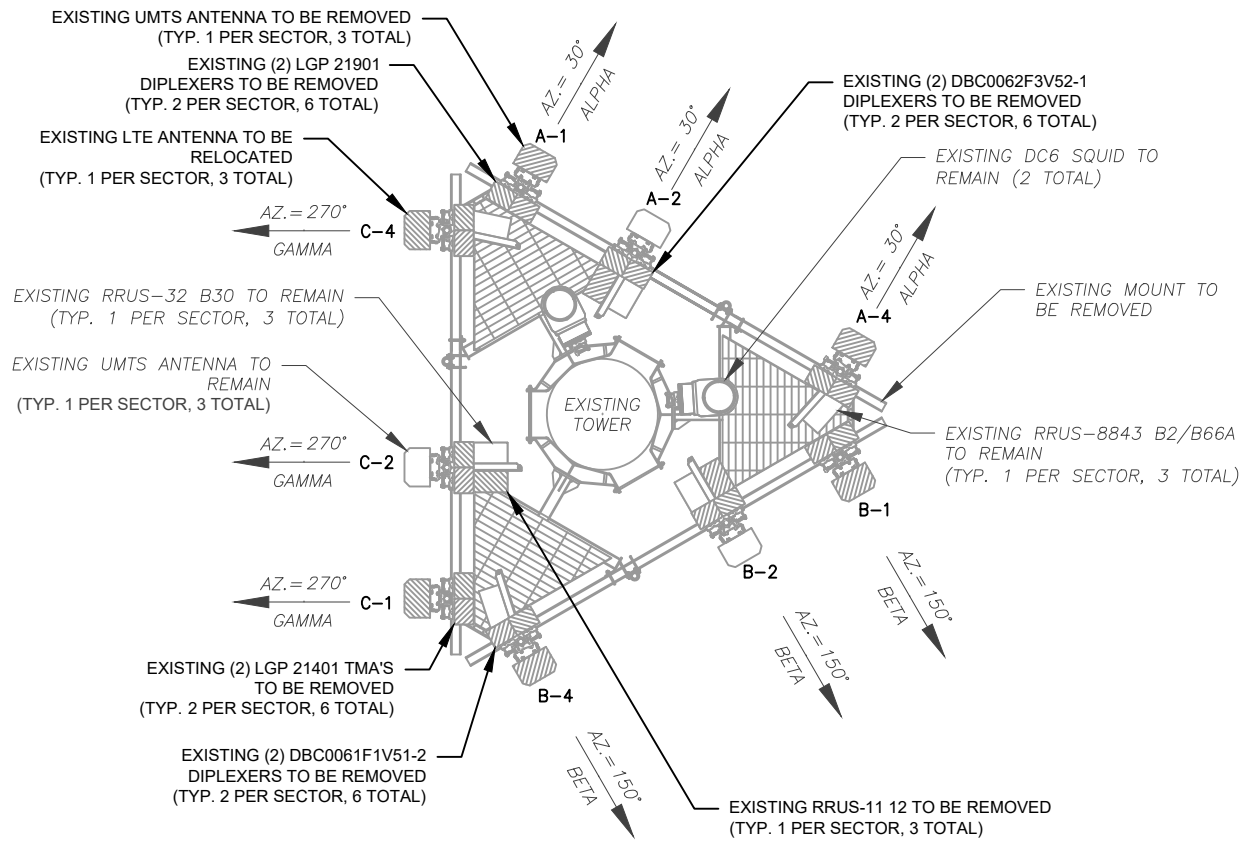 EXISTING UMTS ANTENNA TO BE REMOVED
(TYP. 1 PER SECTOR, 3 TOTAL)
EXISTING (2) LGP 21901
DIPLEXERS TO BE REMOVED
(TYP. 2 PER SECTOR, 6 TOTAL)
EXISTING LTE ANTENNA TO BE
RELOCATED
(TYP. 1 PER SECTOR, 3 TOTAL)
AZ.= 30°
ALPHA
A-1
AZ.= 30°
ALPHA
A-2
EXISTING (2) DBC0062F3V52-1
DIPLEXERS TO BE REMOVED
(TYP. 2 PER SECTOR, 6 TOTAL)
EXISTING DC6 SQUID TO
REMAIN (2 TOTAL)
AZ.= 30°
ALPHA
A-4
AZ.=270°
GAMMA
C-4
EXISTING MOUNT TO
BE REMOVED
EXISTING RRUS-32 B30 TO REMAIN
(TYP. 1 PER SECTOR, 3 TOTAL)
EXISTING UMTS ANTENNA TO
REMAIN
(TYP. 1 PER SECTOR, 3 TOTAL)
EXISTING
TOWER
EXISTING RRUS-8843 B2/B66A
TO REMAIN
(TYP. 1 PER SECTOR, 3 TOTAL)
AZ.=270°
GAMMA
C-2
B-1
B-2
AZ.=150°
BETA
AZ.=270°
GAMMA
C-1
AZ.=150°
BETA
B-4
AZ.=150°
BETA
EXISTING (2) LGP 21401 TMA'S
TO BE REMOVED
(TYP. 2 PER SECTOR, 6 TOTAL)
EXISTING (2) DBC0061F1V51-2
DIPLEXERS TO BE REMOVED
(TYP. 2 PER SECTOR, 6 TOTAL)
EXISTING RRUS-11 12 TO BE REMOVED
(TYP. 1 PER SECTOR, 3 TOTAL)